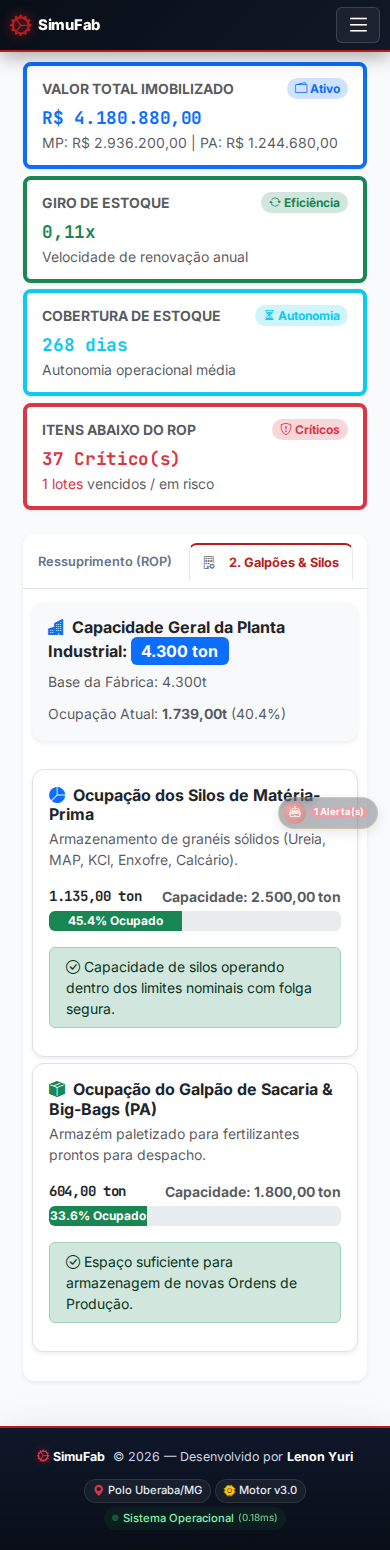 SimuFab
VALOR TOTAL IMOBILIZADO
Ativo
R$ 4.180.880,00
MP: R$ 2.936.200,00 | PA: R$ 1.244.680,00
GIRO DE ESTOQUE
Eficiência
0,11x
Velocidade de renovação anual
COBERTURA DE ESTOQUE
Autonomia
268 dias
Autonomia operacional média
ITENS ABAIXO DO ROP
Críticos
37 Crítico(s)
1 lotes vencidos / em risco
Ressuprimento (ROP)
2. Galpões & Silos
Capacidade Geral da Planta
Industrial: 4.300 ton
Base da Fábrica: 4.300t
Ocupação Atual: 1.739,00t (40.4%)
Ocupação dos Silos de Matéria-
Prima
1 Alerta(s)
Armazenamento de granéis sólidos (Ureia,
MAP, KCl, Enxofre, Calcário).
1.135,00 ton
Capacidade: 2.500,00 ton
45.4% Ocupado
Capacidade de silos operando
dentro dos limites nominais com folga
segura.
Ocupação do Galpão de Sacaria &
Big-Bags (PA)
Armazém paletizado para fertilizantes
prontos para despacho.
604,00 ton
Capacidade: 1.800,00 ton
33.6% Ocupado
Espaço suficiente para
armazenagem de novas Ordens de
Produção.
SimuFab © 2026 — Desenvolvido por Lenon Yuri
Polo Uberaba/MG
Motor v3.0
Sistema Operacional (0.18ms)